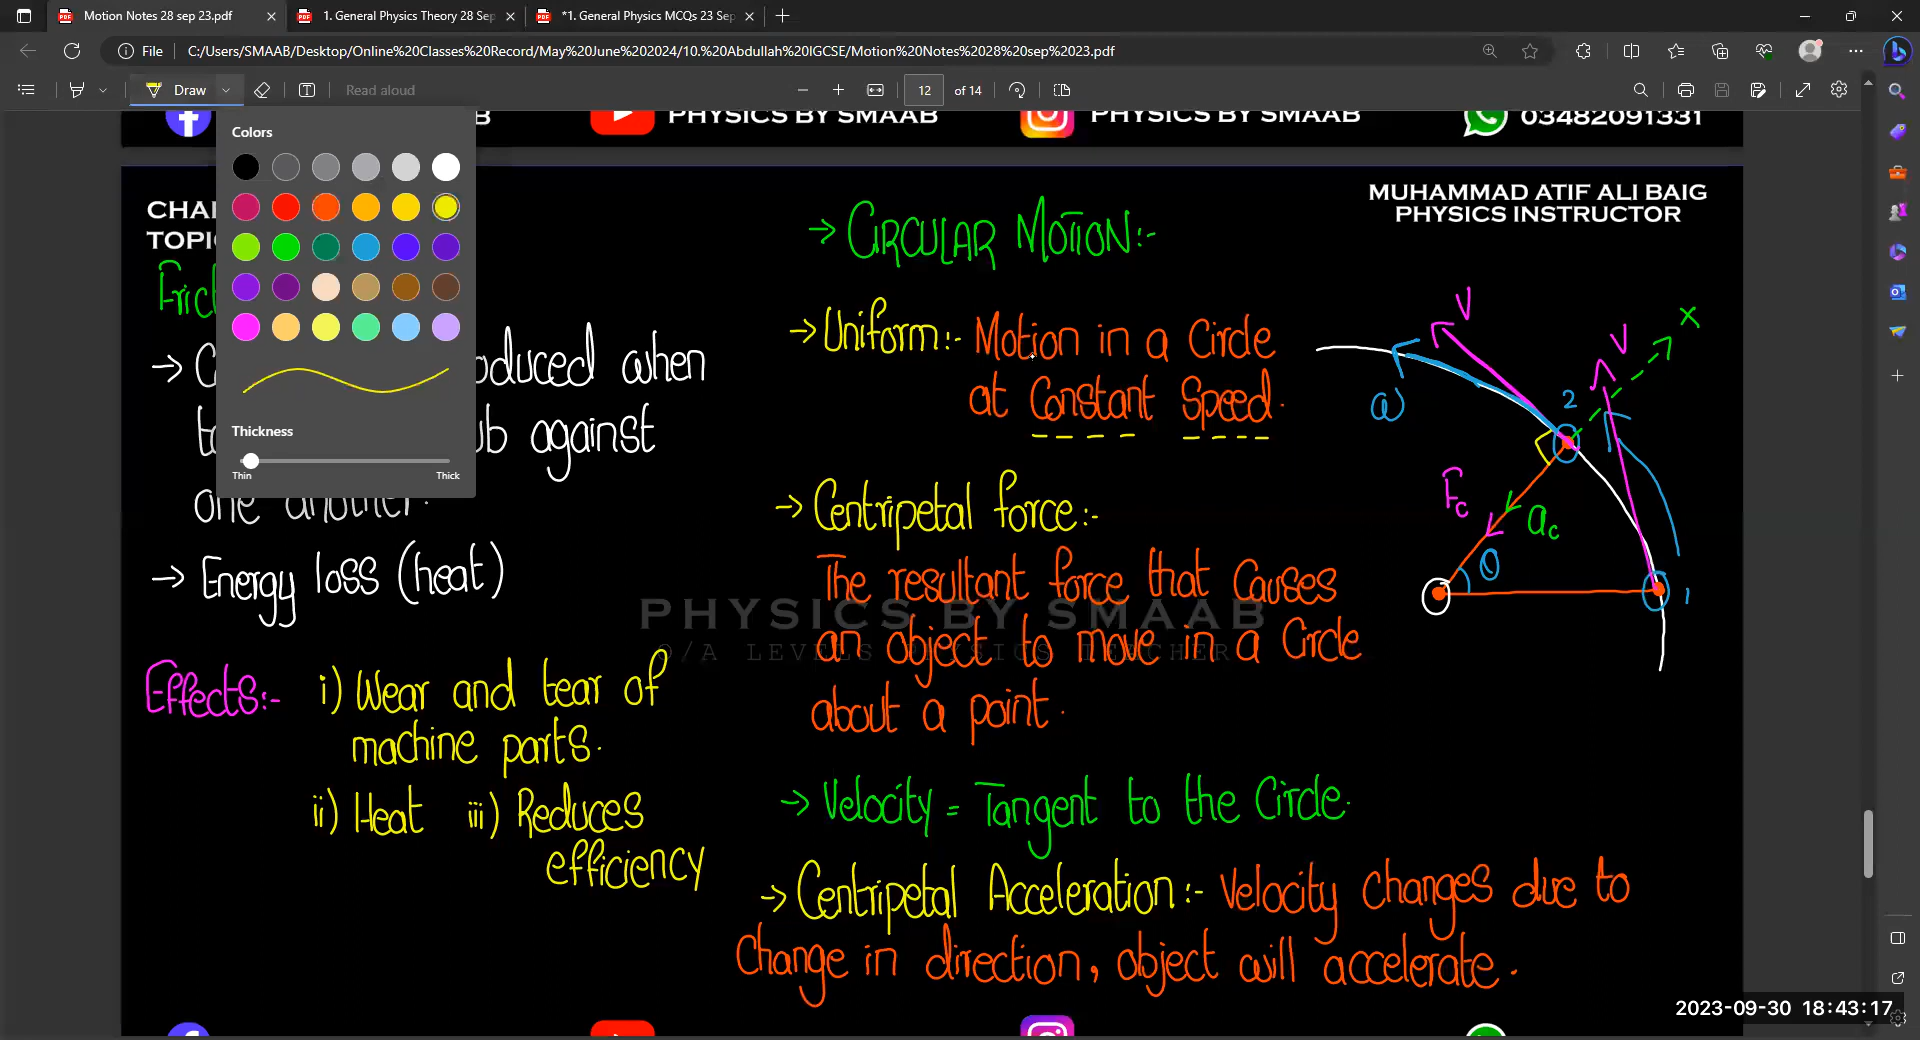 Motion Notes 28 sep 23.pdf
1. General Physics Theory 28 Sep
*1. General Physics MCQs 23 Sep
File
C:/Users/SMAAB/Desktop/Online%20Classes%20Record/May%20June%202024/10.%20Abdullah%20IGCSE/Motion%20Notes%2028%20sep%2023.pdf
Draw
Read aloud
12
of 14
PHYSICS BY SMAAB
PHYSICS BY SMAAB
03482091331
Colors
Thickness
Thin
Thick
MUHAMMAD ATIF ALI BAIG
PHYSICS INSTRUCTOR
oduced when
against
one another.
→ Energy loss (heat)
Effects:-
i) Wear and tear of
machine parts.
ii) Heat iii) Reduces
efficiency
→ CIRCULAR MOTION:-
→ Uniform:- Motion in a Circle
at Constant Speed.
→ Centripetal force:-
The resultant force that Causes
an object to move in a Circle
about a point.
→ Velocity = Tangent to the Circle.
→ Centripetal Acceleration:- Velocity changes due to
Change in direction, object will accelerate.
V
V
x
2
ω
Fc
ac
θ
1
PHYSICS BY SMAAB
O/A LEVELS PHYSICS TEACHER
2023-09-30 18:43:17